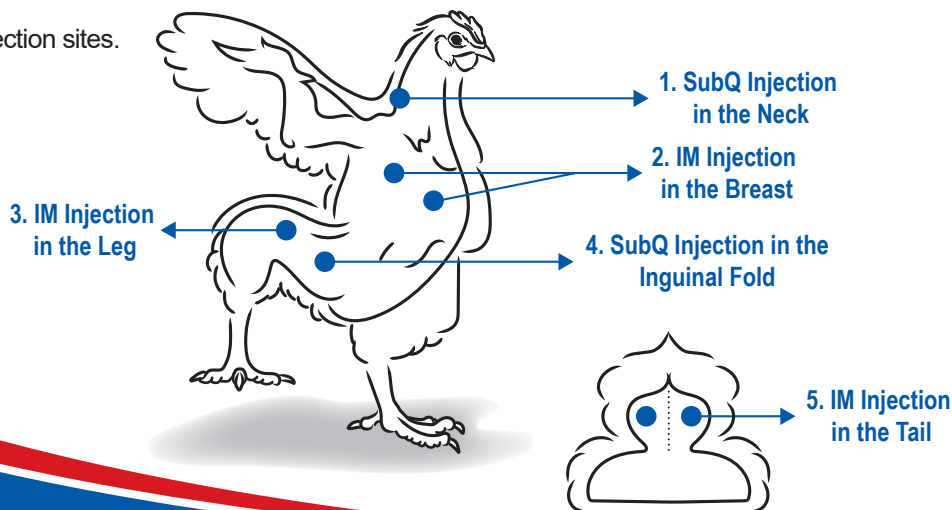 ection sites.
1. SubQ Injection
in the Neck
2. IM Injection
in the Breast
3. IM Injection
in the Leg
4. SubQ Injection in the
Inguinal Fold
5. IM Injection
in the Tail